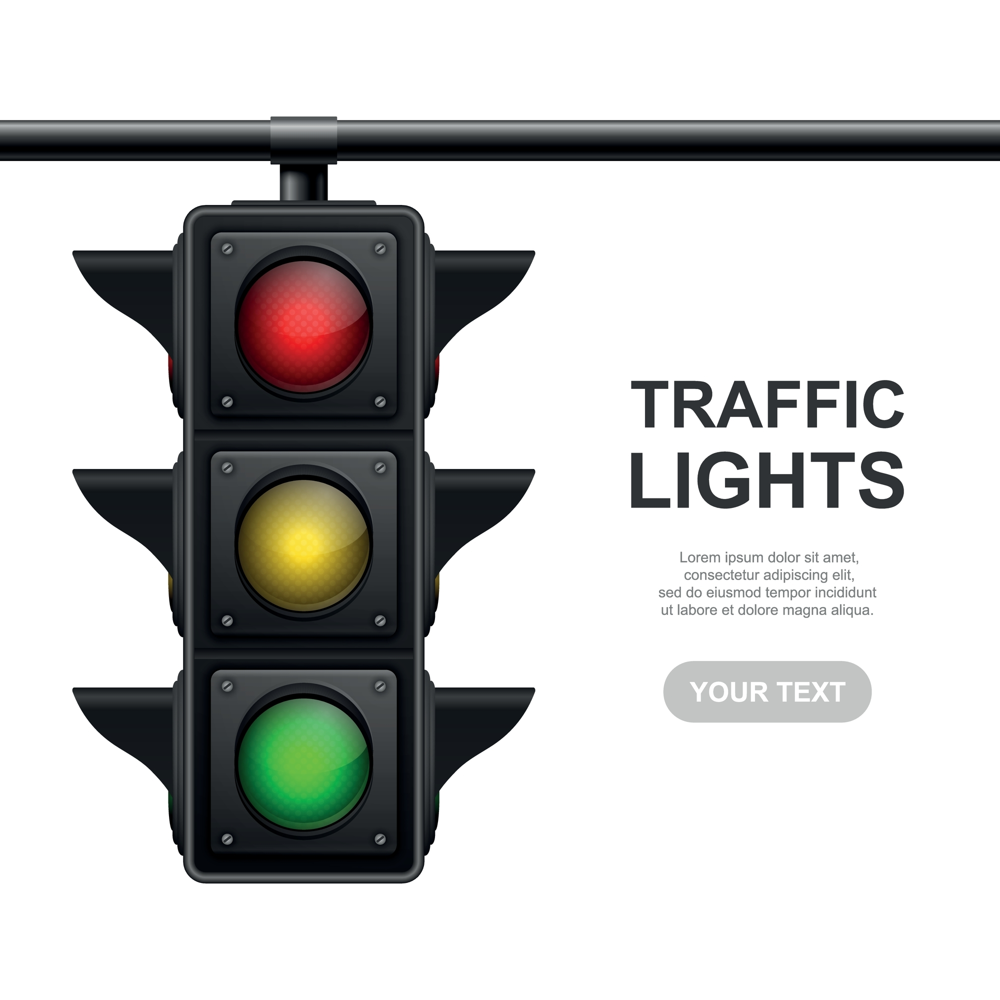 TRAFFIC
LIGHTS
Lorem ipsum dolor sit amet,
consectetur adipiscing elit,
sed do eiusmod tempor incididunt
ut labore et dolore magna aliqua.
YOUR TEXT